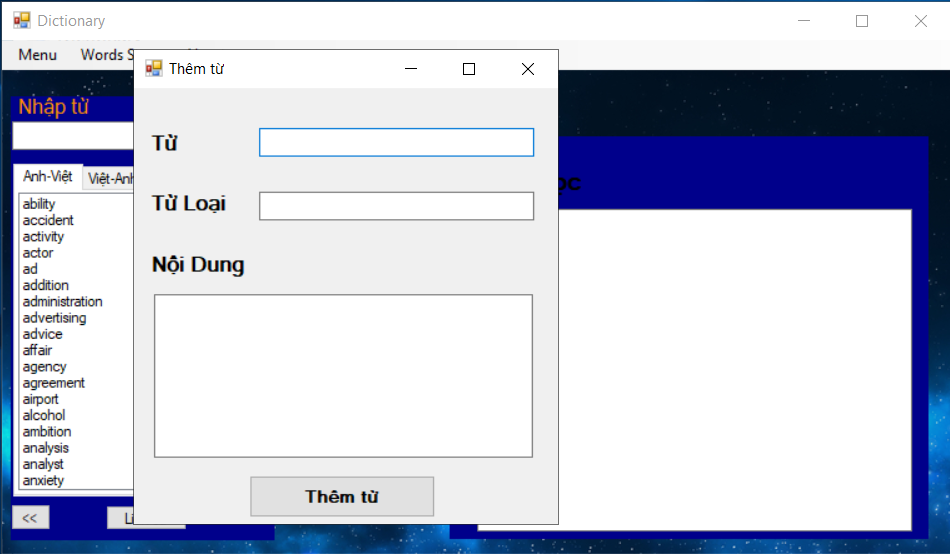 Dictionary
Menu Words
Thêm từ
Nhập từ
Từ
Anh-Việt Việt-Anh
Từ Loại
ability
accident
activity
actor
ad
addition
administration
advertising
advice
affair
agency
agreement
airport
alcohol
ambition
analysis
analyst
anxiety
Nội Dung
Thêm từ
<<